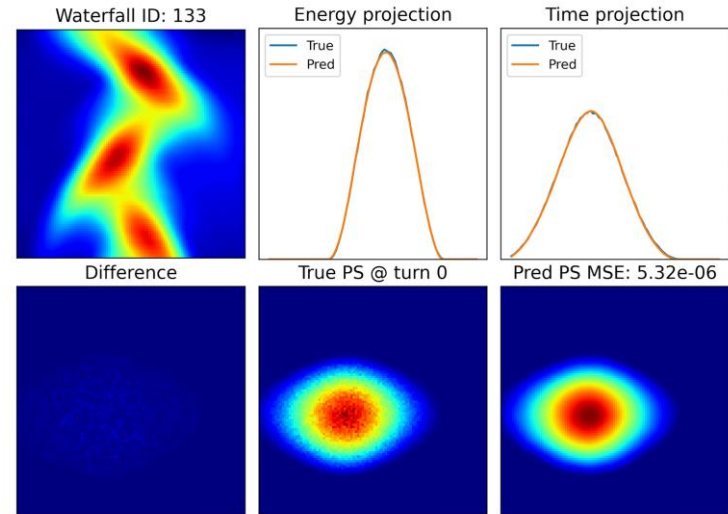 Waterfall ID: 133
Energy projection
True
Pred
Time projection
True
Pred
Difference
True PS @ turn 0
Pred PS MSE: 5.32e-06